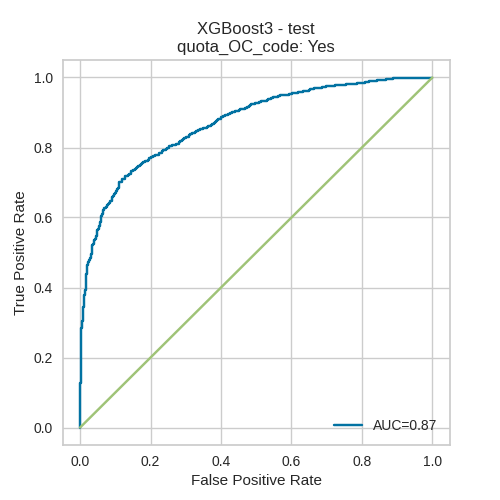 XGBoost3 - test
quota_OC_code: Yes
True Positive Rate
1.0
0.8
0.6
0.4
0.2
0.0
AUC=0.87
0.0 0.2 0.4 0.6 0.8 1.0
False Positive Rate